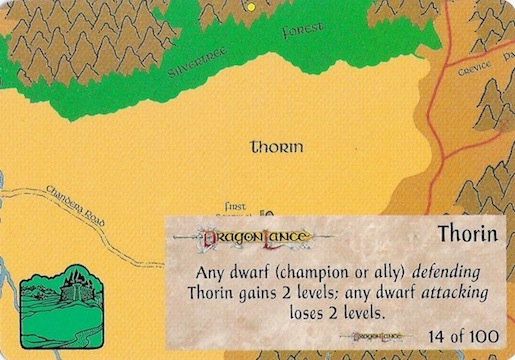 Silvertree
Forest
Crevice Pa
Thorin
Chandera Road
First
DragonLance
Thorin
Any dwarf (champion or ally) defending
Thorin gains 2 levels; any dwarf attacking
loses 2 levels.
DragonLance
14 of 100